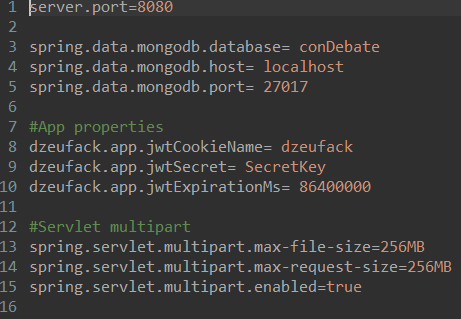 1 server.port=8080
2
3 spring.data.mongodb.database= conDebate
4 spring.data.mongodb.host= localhost
5 spring.data.mongodb.port= 27017
6
7 #App properties
8 dzeufack.app.jwtCookieName= dzeufack
9 dzeufack.app.jwtSecret= SecretKey
10 dzeufack.app.jwtExpirationMs= 86400000
11
12 #Servlet multipart
13 spring.servlet.multipart.max-file-size=256MB
14 spring.servlet.multipart.max-request-size=256MB
15 spring.servlet.multipart.enabled=true
16